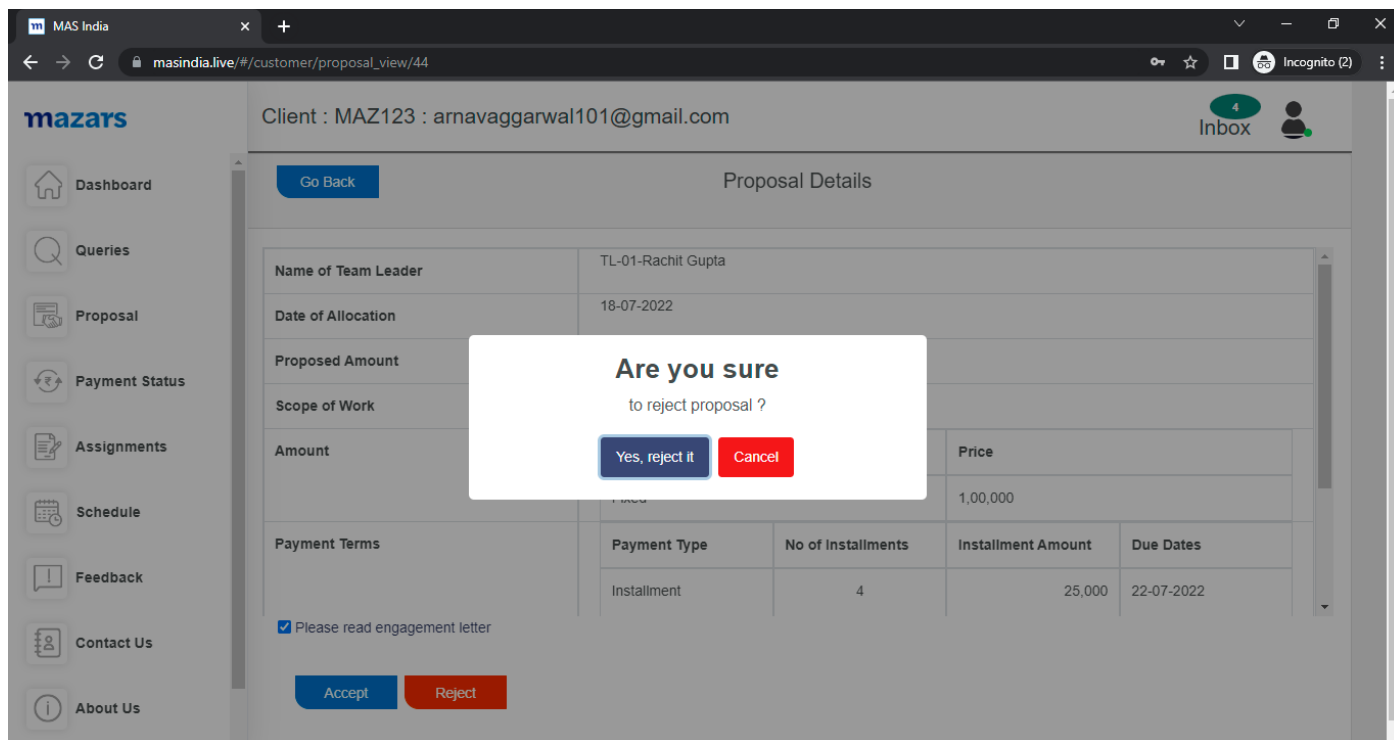 MAS India
masindia.live/#/customer/proposal_view/44
Incognito (2)
mazars
Client : MAZ123 : arnavaggarwal101@gmail.com
4
Inbox
Dashboard
Queries
Proposal
Payment Status
Assignments
Schedule
Feedback
Contact Us
About Us
Go Back
Proposal Details
Name of Team Leader
TL-01-Rachit Gupta
Date of Allocation
18-07-2022
Proposed Amount
Scope of Work
Amount
Price
Fixed
1,00,000
Payment Terms
Payment Type
No of Installments
Installment Amount
Due Dates
Installment
4
25,000
22-07-2022
Are you sure
to reject proposal ?
Yes, reject it
Cancel
Please read engagement letter
Accept
Reject